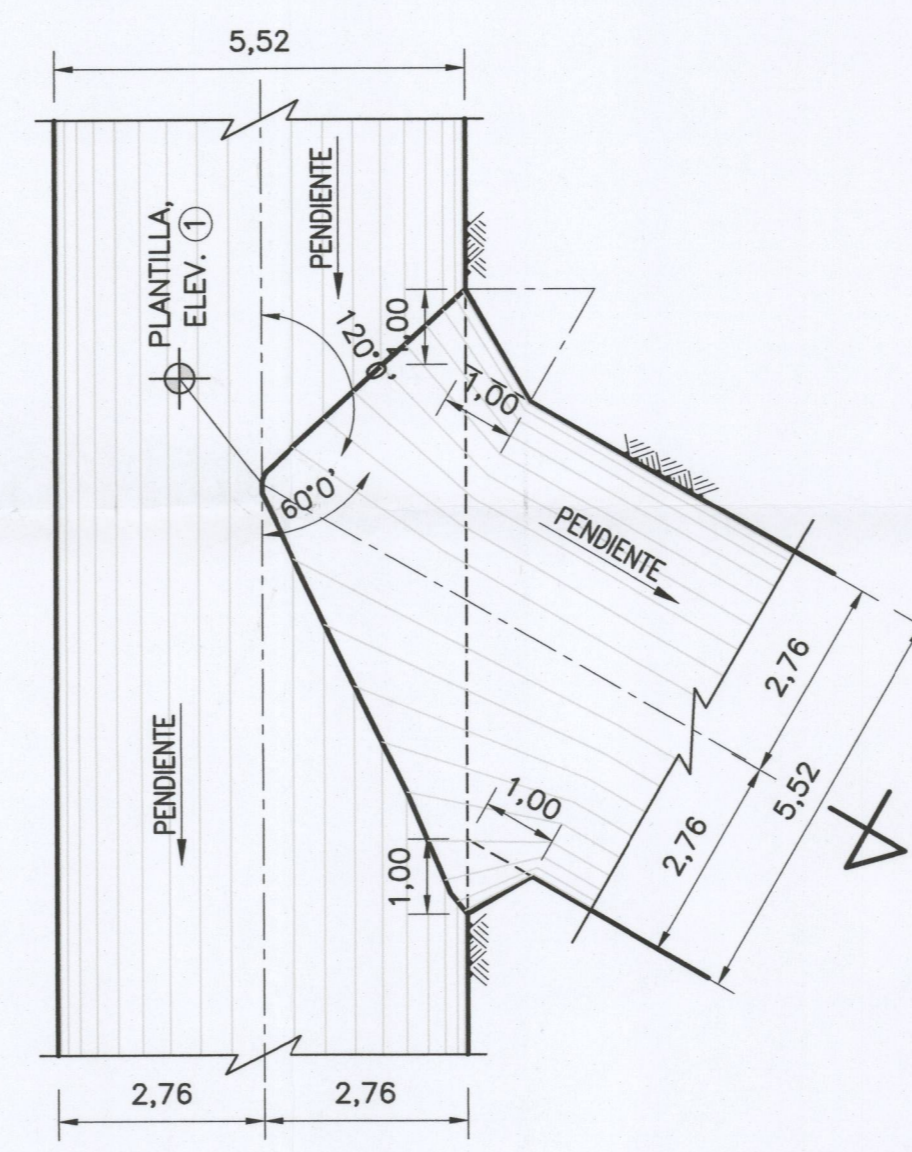 5,52
PLANTILLA,
ELEV. 1
PENDIENTE
120°0'
1,00
1,00
60°0'
PENDIENTE
2,76
5,52
2,76
PENDIENTE
1,00
1,00
2,76
2,76